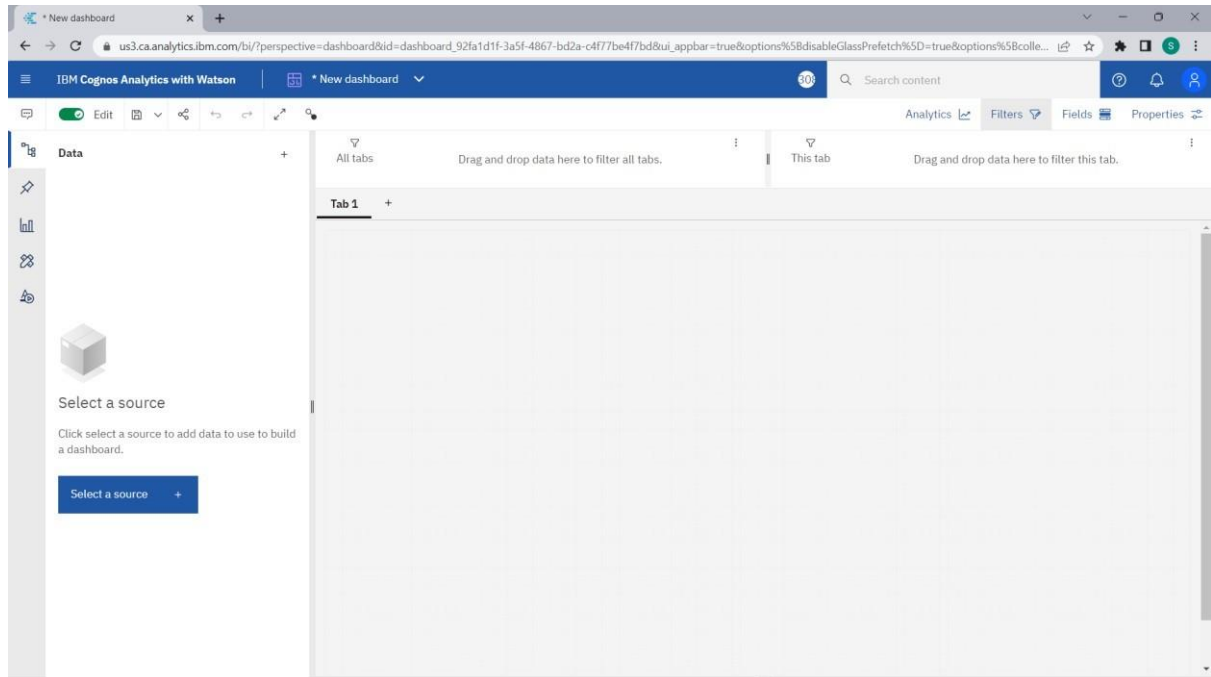 * New dashboard
us3.ca.analytics.ibm.com/bi/?perspective=dashboard&id=dashboard_92fa1d1f-3a5f-4867-bd2a-c4f77be4f7bd&ui_appbar=true&options%5BdisableGlassPrefetch%5D=true&options%5Bcolle...
S
IBM Cognos Analytics with Watson
* New dashboard
30
Search content
Edit
Analytics
Filters
Fields
Properties
Data
All tabs
Drag and drop data here to filter all tabs.
This tab
Drag and drop data here to filter this tab.
Tab 1
Select a source
Click select a source to add data to use to build
a dashboard.
Select a source